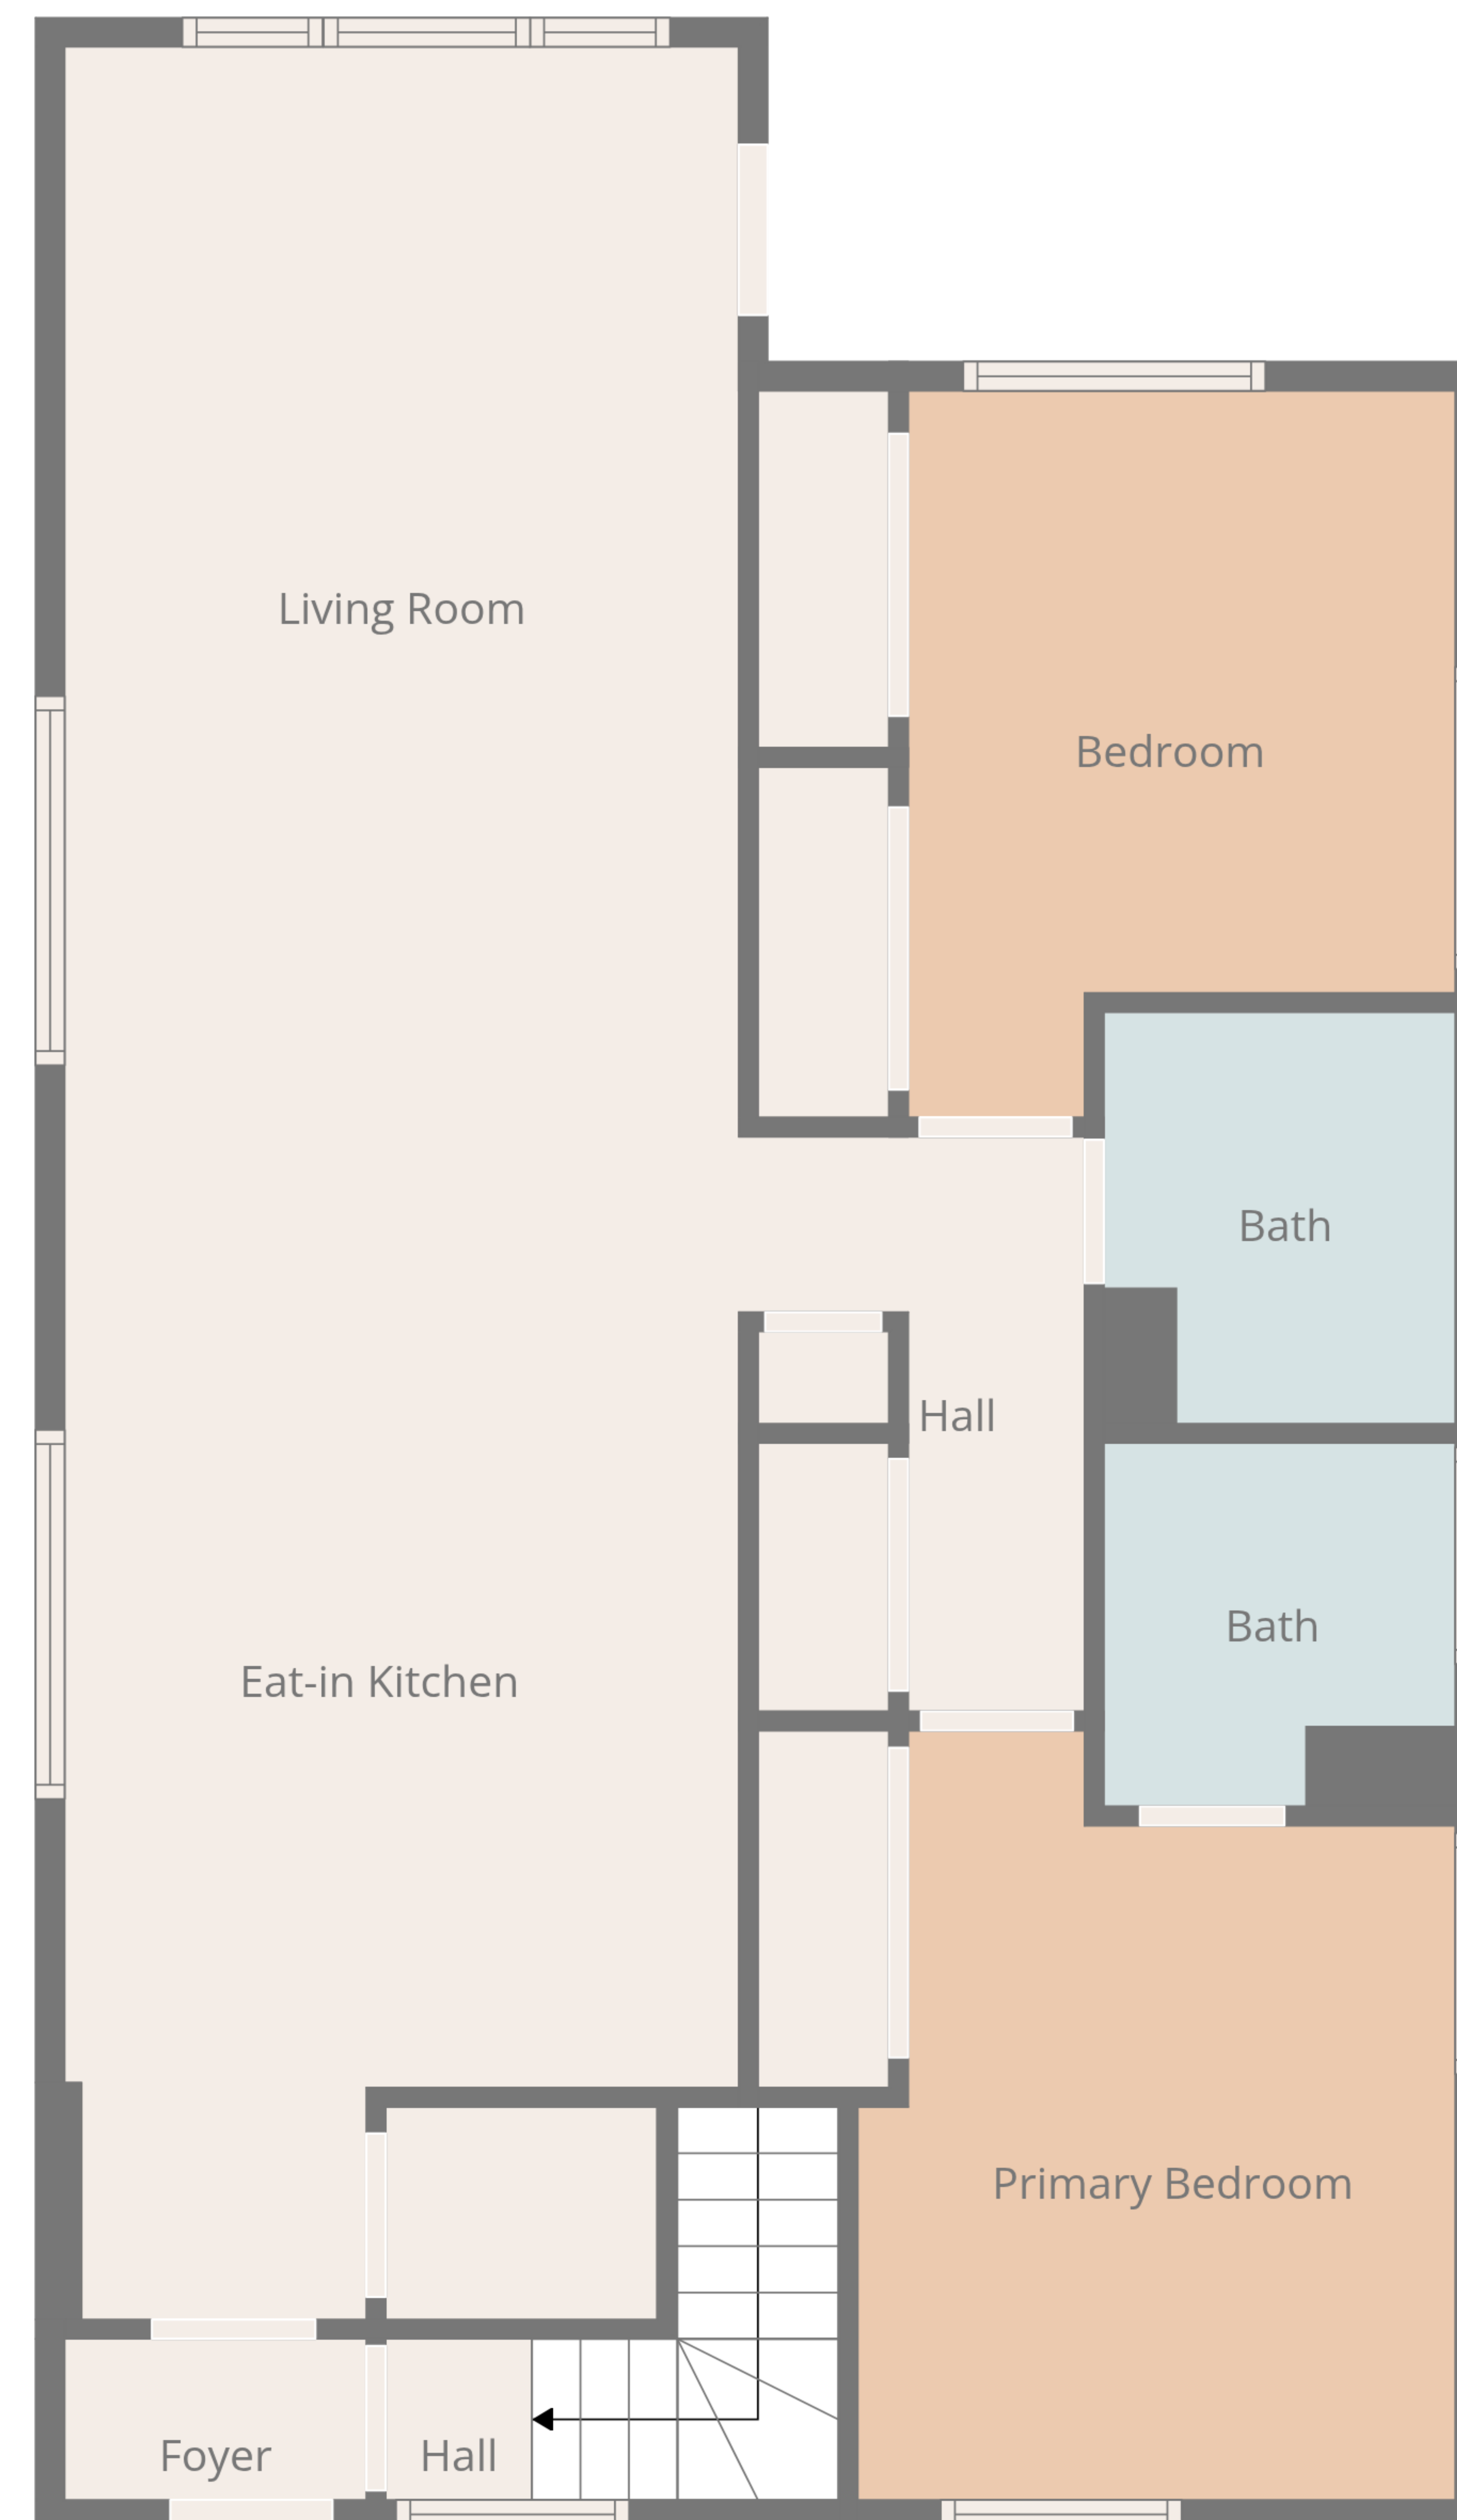 Living Room
Bedroom
Bath
Hall
Bath
Eat-in Kitchen
Primary Bedroom
Foyer
Hall